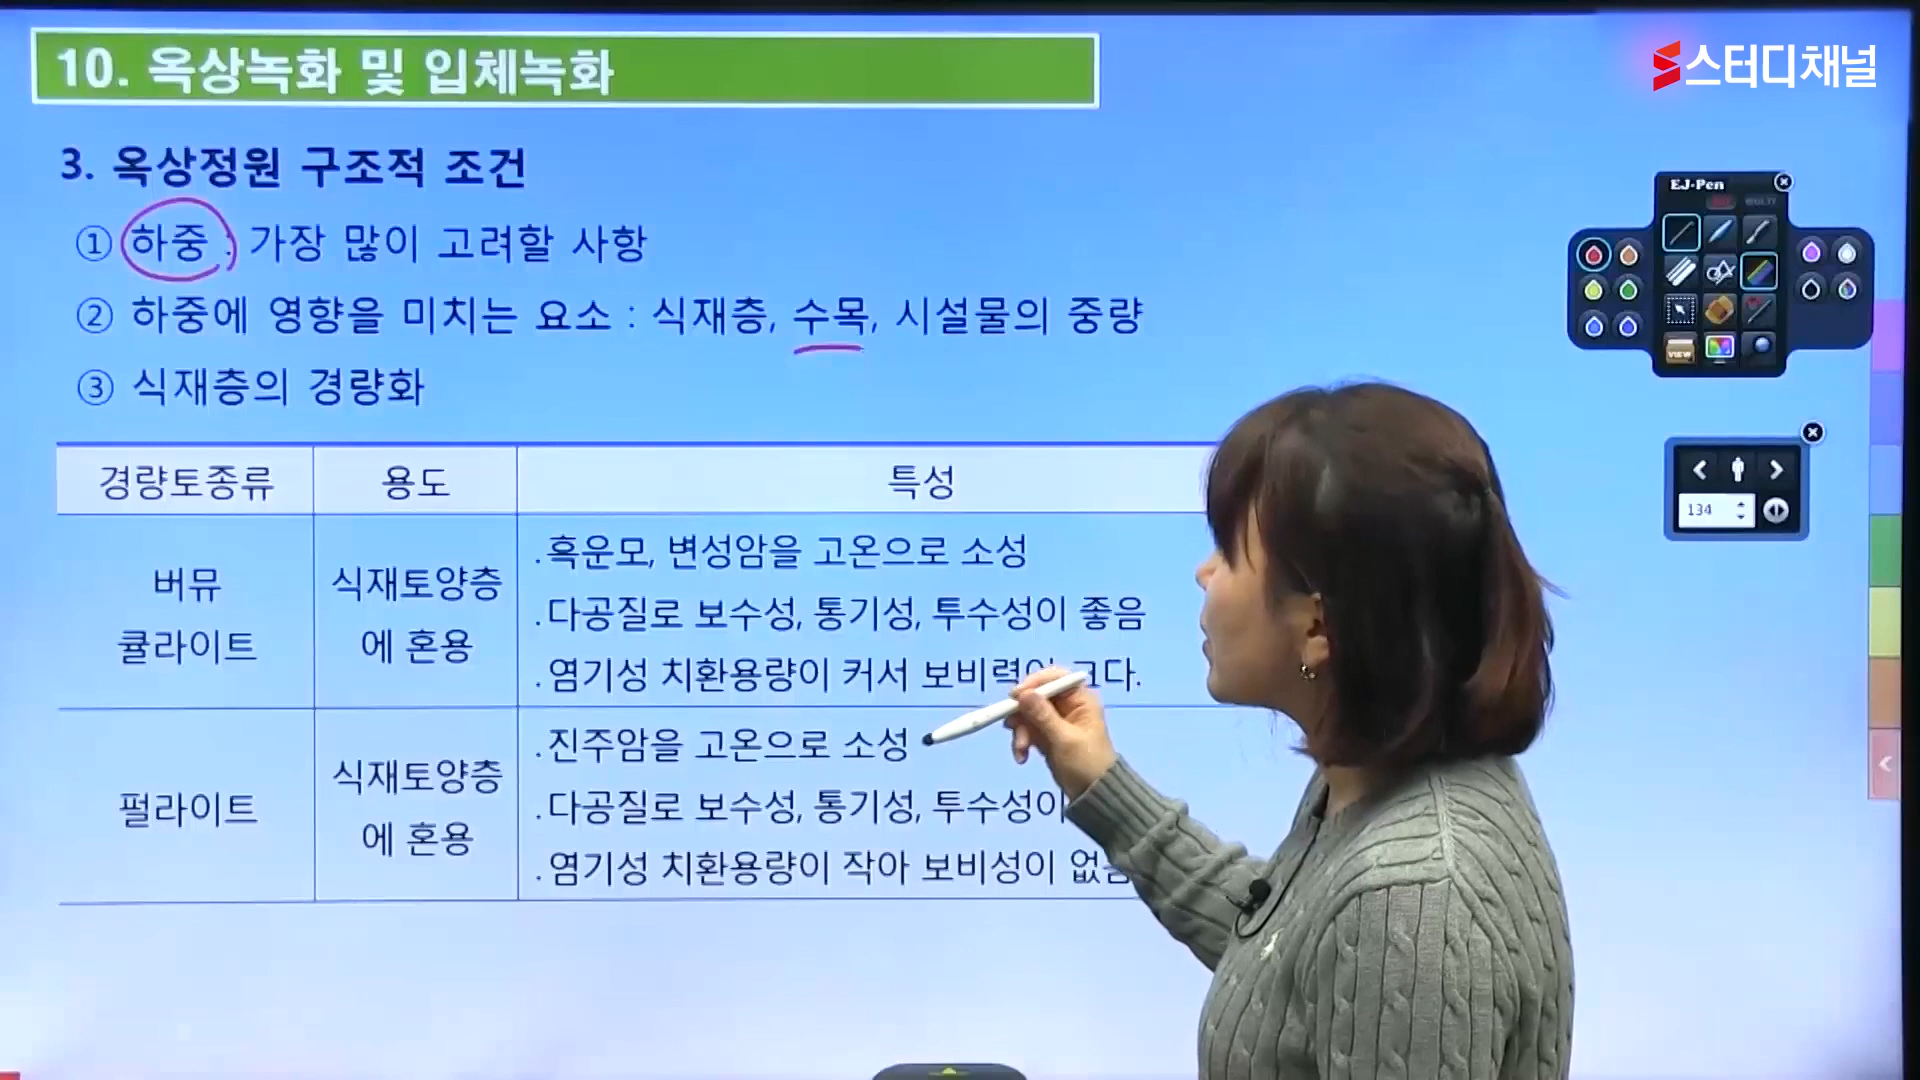 10. 옥상녹화 및 입체녹화
스터디채널
3. 옥상정원 구조적 조건
① 하중 : 가장 많이 고려할 사항
② 하중에 영향을 미치는 요소 : 식재층, 수목, 시설물의 중량
③ 식재층의 경량화
경량토종류 용도 특성
버뮤
큘라이트
식재토양층
에 혼용
.흑운모, 변성암을 고온으로 소성
.다공질로 보수성, 통기성, 투수성이 좋음
.염기성 치환용량이 커서 보비력이 크다.
펄라이트
식재토양층
에 혼용
.진주암을 고온으로 소성
.다공질로 보수성, 통기성, 투수성이
.염기성 치환용량이 작아 보비성이 없음
EJ-Pen
VIEW
134